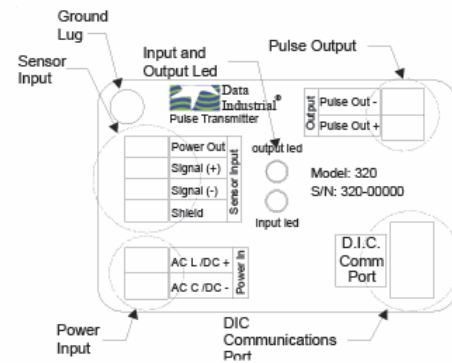 Ground
Lug
Sensor
Input
Input and
Output Led
Pulse Output
Data
Industrial®
Pulse Transmitter
Output
Pulse Out -
Pulse Out +
Power Out
Signal (+)
Signal (-)
Shield
Sensor Input
output led
Input led
Model: 320
S/N: 320-00000
AC L /DC +
AC C /DC -
Power In
D.I.C.
Comm
Port
Power
Input
DIC
Communications
Port